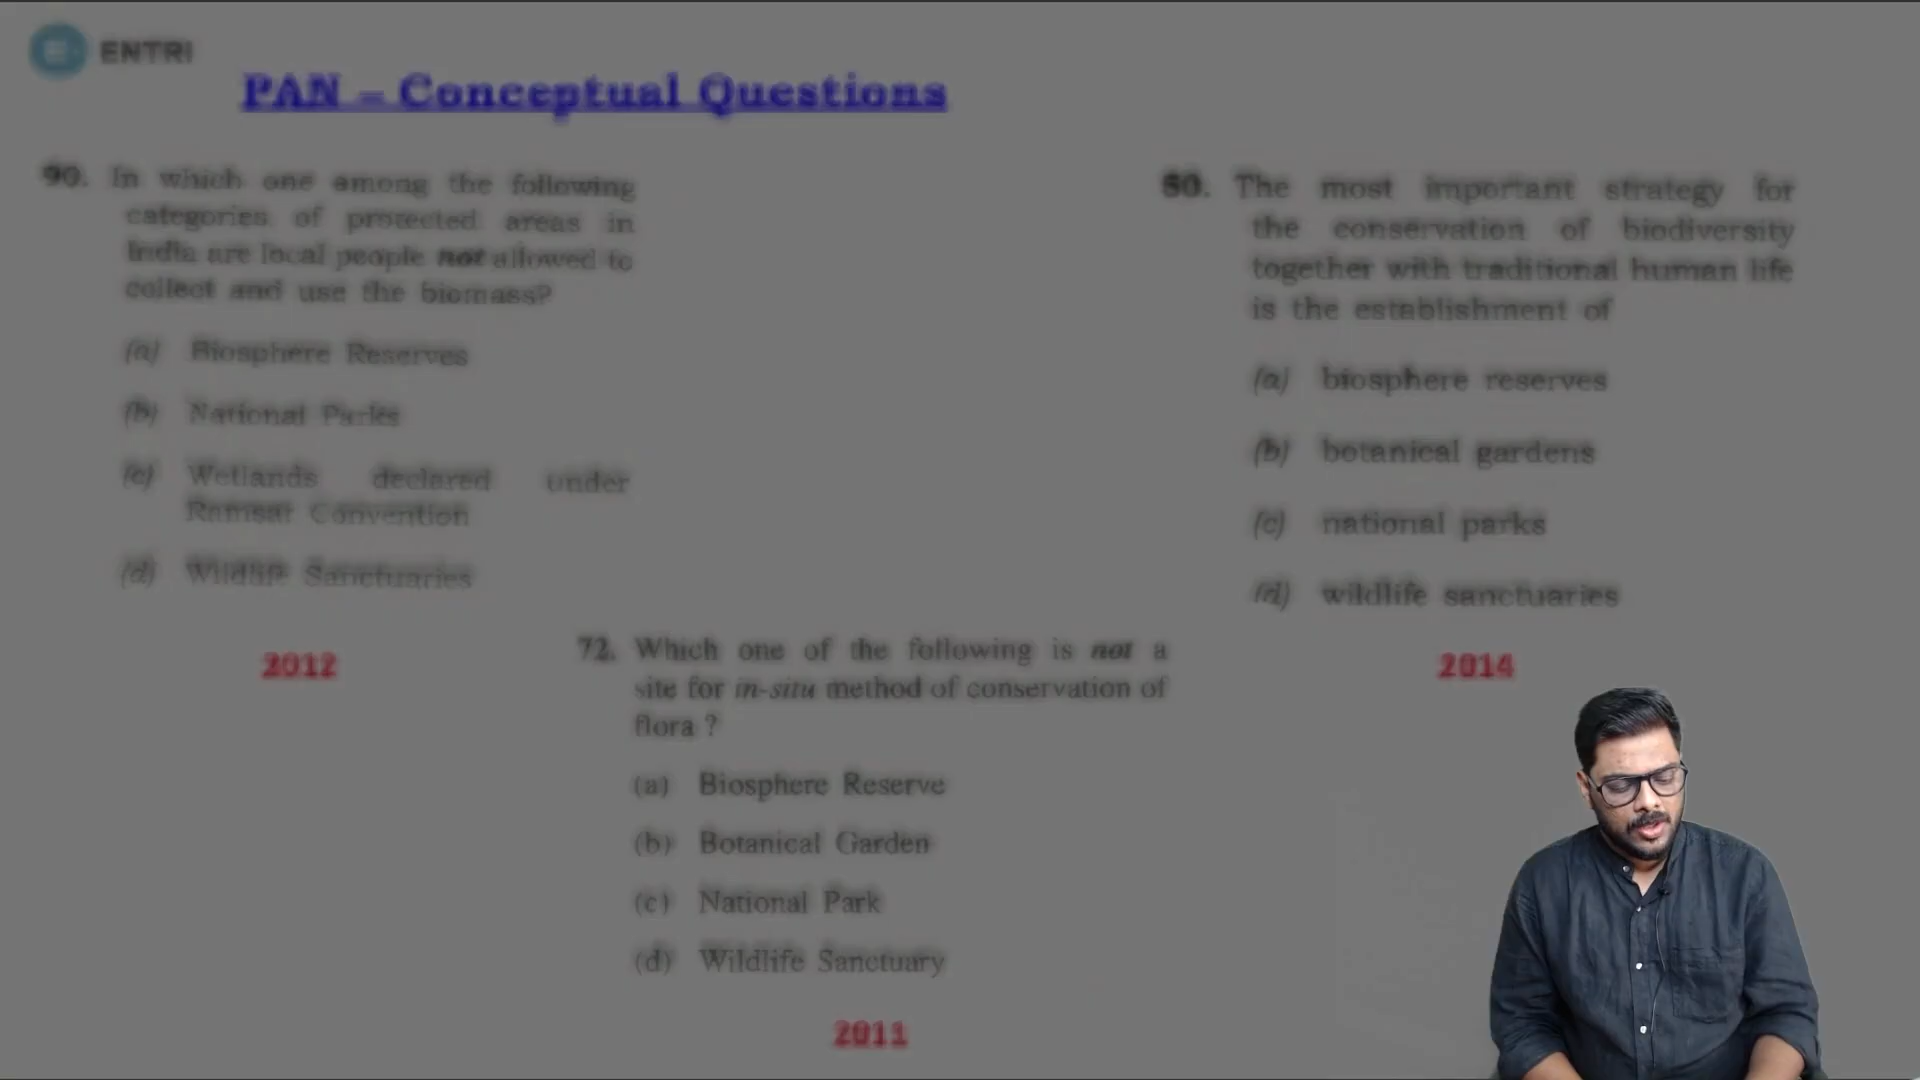 ENTRI
PAN – Conceptual Questions
90. In which one among the following
categories of protected areas in
India are local people not allowed to
collect and use the biomass?
(a) Biosphere Reserves
(b) National Parks
(c) Wetlands declared under
Ramsar Convention
(d) Wildlife Sanctuaries
2012
80. The most important strategy for
the conservation of biodiversity
together with traditional human life
is the establishment of
(a) biosphere reserves
(b) botanical gardens
(c) national parks
(d) wildlife sanctuaries
2014
72. Which one of the following is not a
site for in-situ method of conservation of
flora ?
(a) Biosphere Reserve
(b) Botanical Garden
(c) National Park
(d) Wildlife Sanctuary
2011